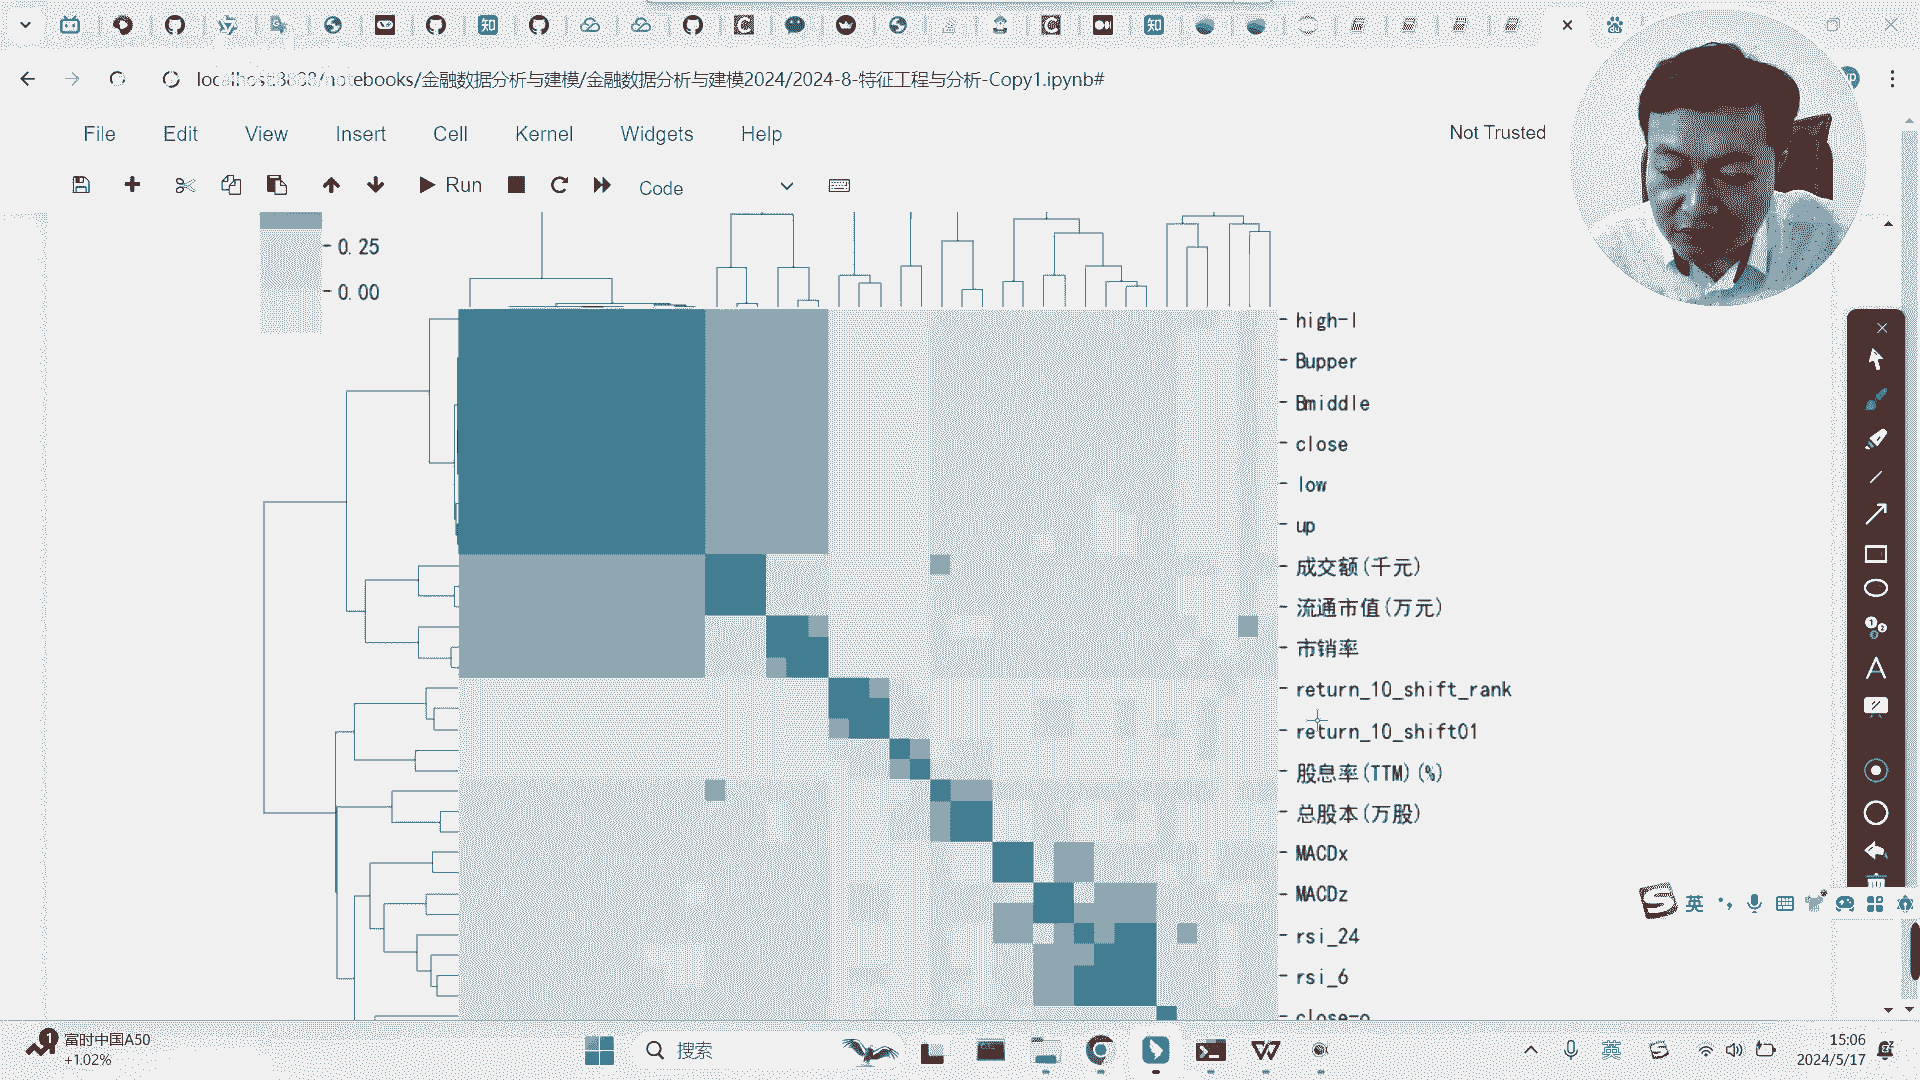 notebooks/金融数据分析与建模/金融数据分析与建模2024/2024-8-特征工程与分析-Copy1.ipynb#
File Edit View Insert Cell Kernel Widgets Help
Not Trusted
Run
Code
0.25
0.00
high-l
Bupper
Bmiddle
close
low
up
成交额(千元)
流通市值(万元)
市销率
return_10_shift_rank
return_10_shift01
股息率(TTM)(%)
总股本(万股)
MACDx
MACDz
rsi_24
rsi_6
close-o
英
富时中国A50
+1.02%
搜索
英
15:06
2024/5/17